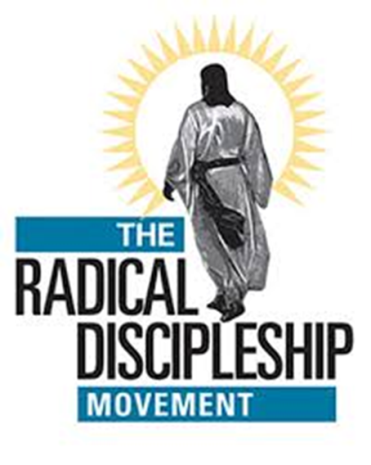 THE
RADICAL
DISCIPLESHIP
MOVEMENT